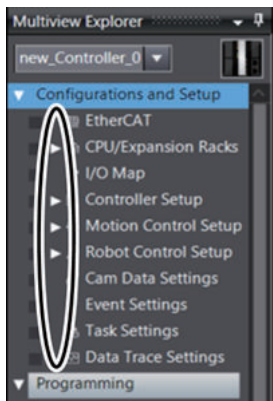 Multiview Explorer
new_Controller_0
Configurations and Setup
EtherCAT
CPU/Expansion Racks
I/O Map
Controller Setup
Motion Control Setup
Robot Control Setup
Cam Data Settings
Event Settings
Task Settings
Data Trace Settings
Programming